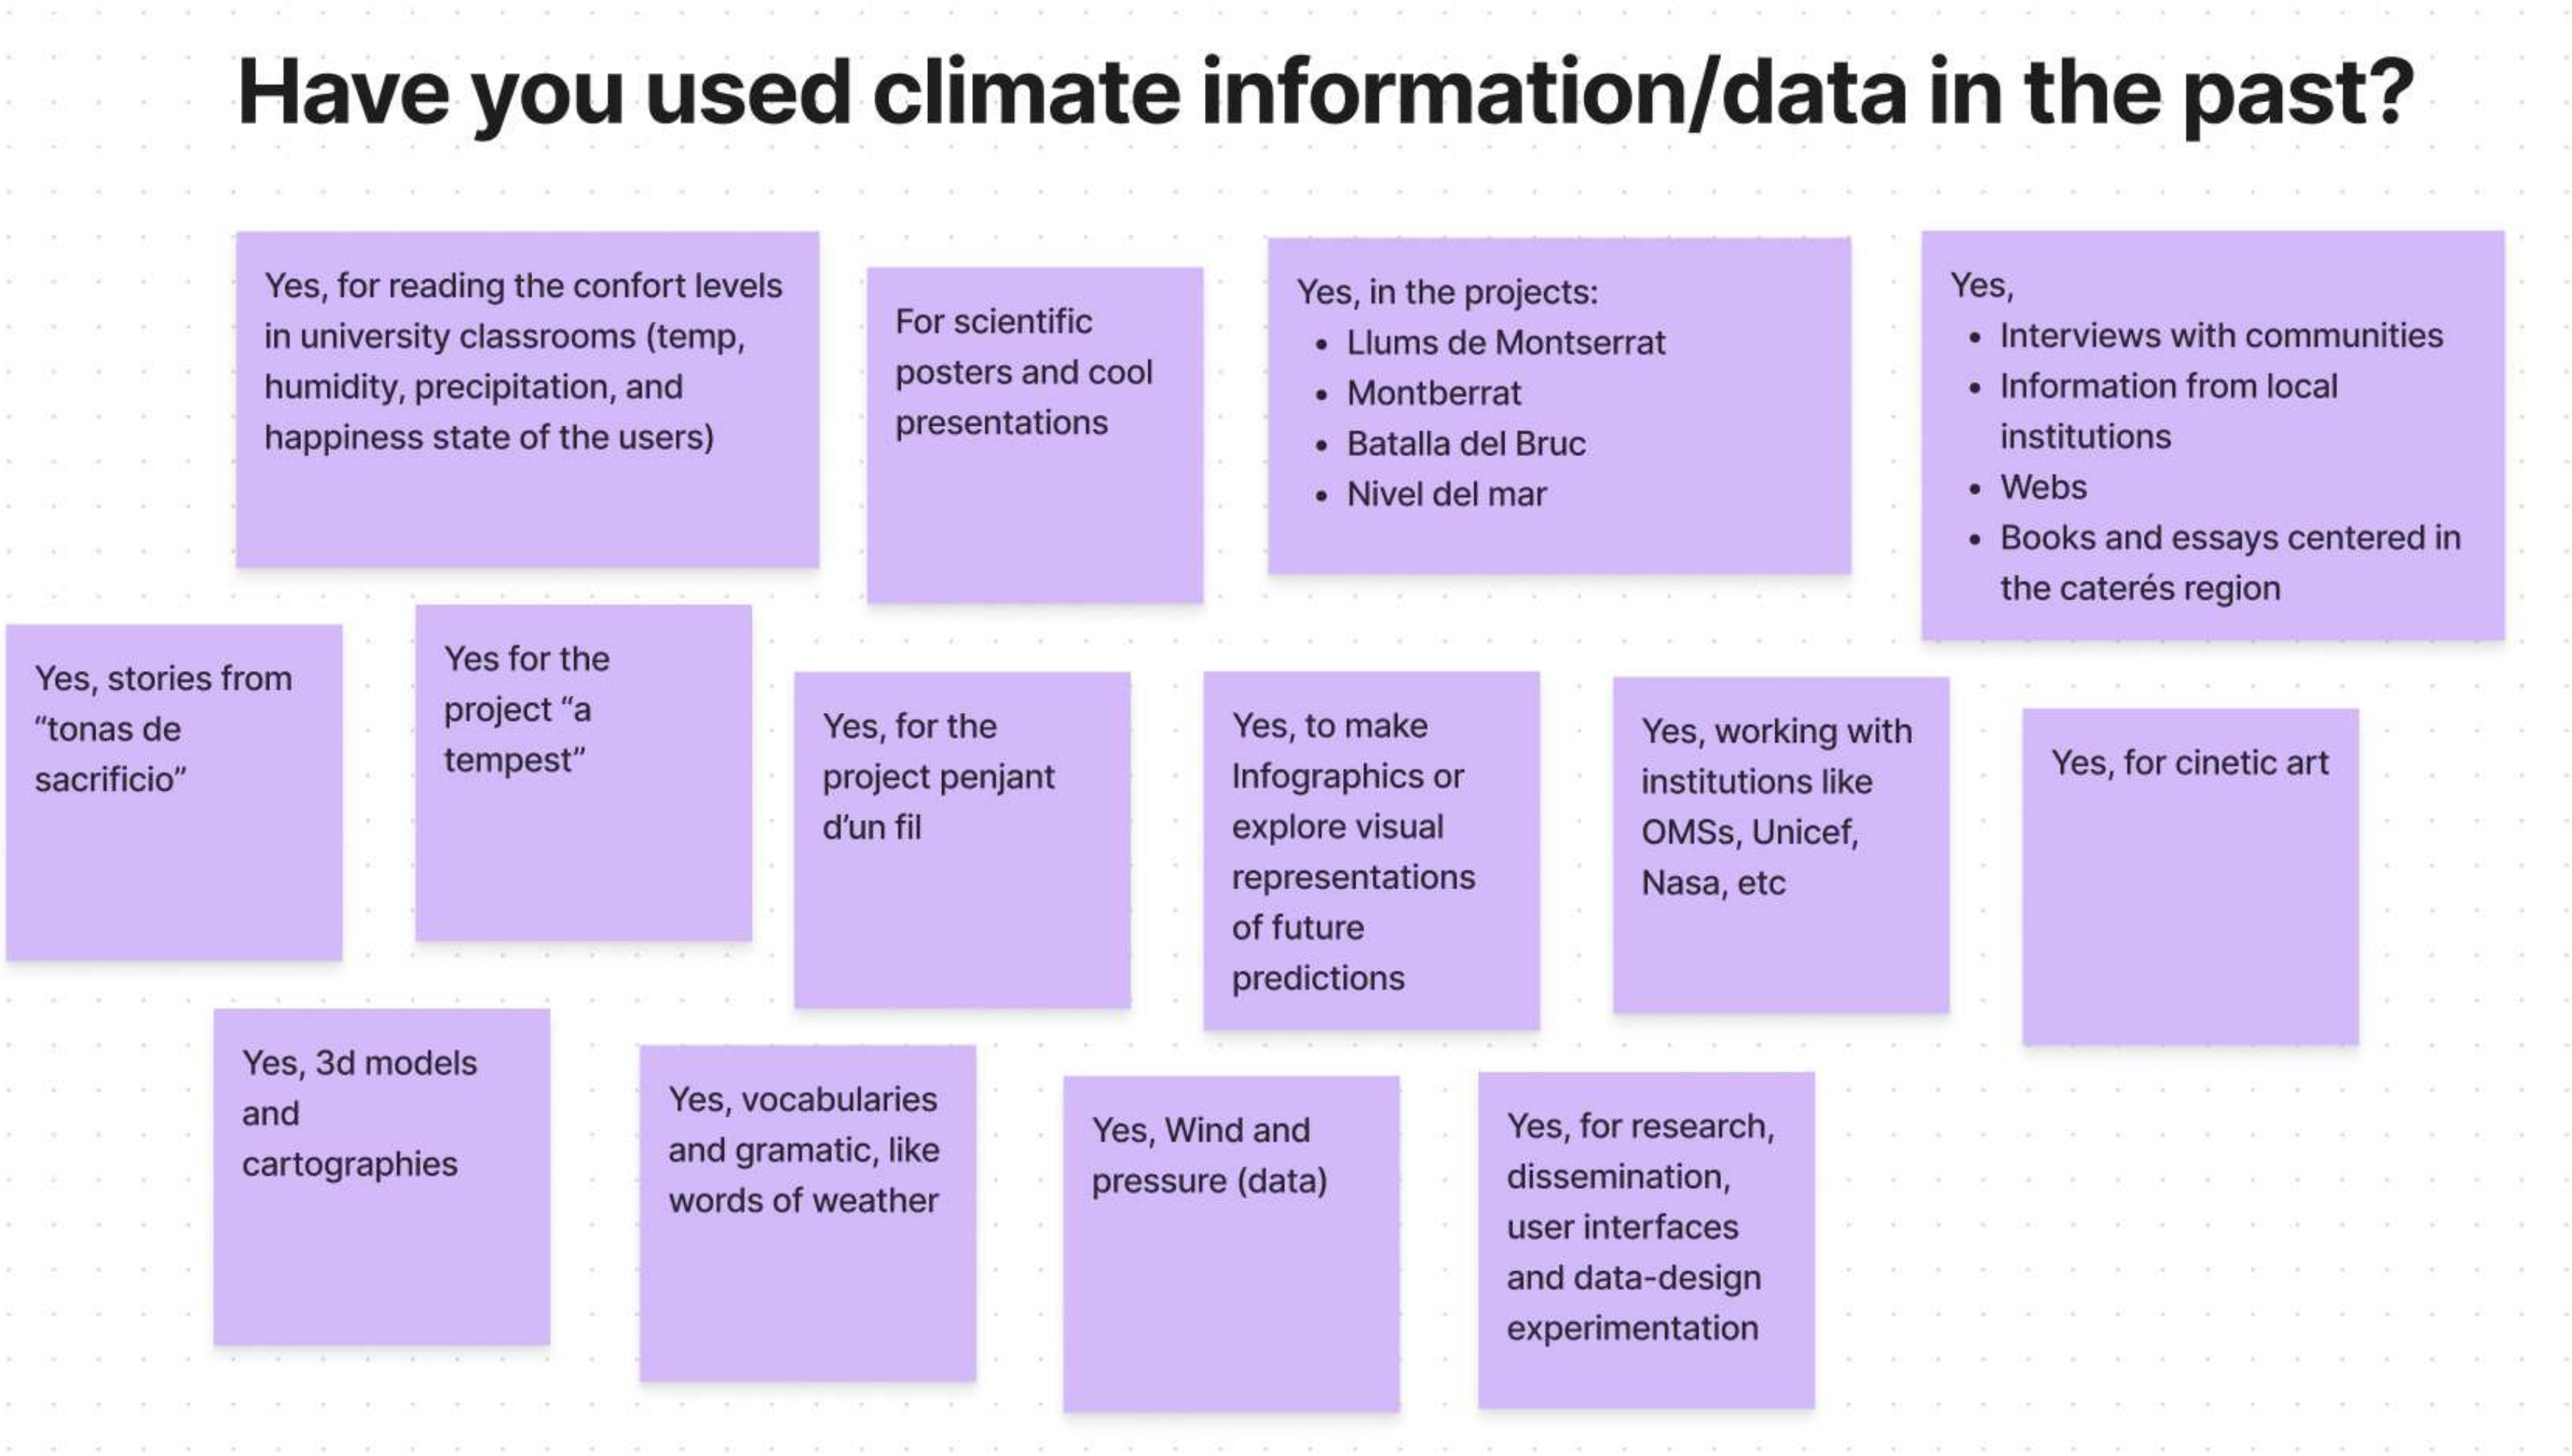 Have you used climate information/data in the past?
Yes, for reading the confort levels
in university classrooms (temp,
humidity, precipitation, and
happiness state of the users)
For scientific
posters and cool
presentations
Yes, in the projects:
• Llums de Montserrat
• Montberrat
• Batalla del Bruc
• Nivel del mar
Yes,
• Interviews with communities
• Information from local
institutions
• Webs
• Books and essays centered in
the caterés region
Yes, stories from
“tonas de
sacrificio”
Yes for the
project “a
tempest”
Yes, for the
project penjant
d’un fil
Yes, to make
Infographics or
explore visual
representations
of future
predictions
Yes, working with
institutions like
OMSs, Unicef,
Nasa, etc
Yes, for cinetic art
Yes, 3d models
and
cartographies
Yes, vocabularies
and gramatic, like
words of weather
Yes, Wind and
pressure (data)
Yes, for research,
dissemination,
user interfaces
and data-design
experimentation